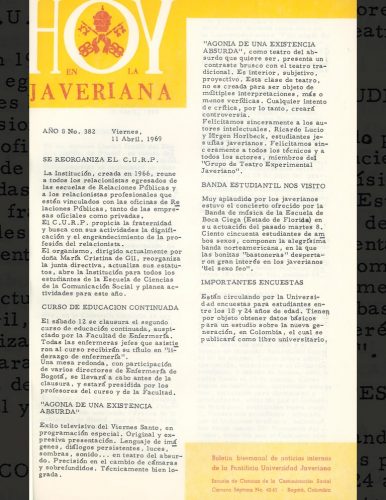 HOY
EN LA
JAVERIANA
AÑO 8 No. 382 Viernes,
11 Abril, 1969
SE REORGANIZA EL C.U.R.P.
La Institución, creada en 1966, reune
a todos los relacionistas egresados de
las escuelas de Relaciones Públicas y
a los relacionistas profesionales que
estén vinculados con las oficinas de Re
laciones Públicas, tanto de las empre-
sas oficiales como privadas.
El C.U.R.P. propicia la fraternidad
y busca con sus actividades la dignifi-
cación y el engrandecimiento de la pro-
fesión del relacionista.
El organismo, dirigido actualmente por
doña María Cristina de GIL, reorganiza
la junta directiva, actualiza sus estatu-
tos, abre la Institución para todos los
estudiantes de la Escuela de Ciencias
de la Comunicación Social y planea ac
tividades para este año.
CURSO DE EDUCACION CONTINUADA
El sábado 12 se clausura el segundo
curso de educación continuada, auspi-
ciado por la Facultad de Enfermería.
Todas las enfermeras jefes que asistie
ron al curso recibirán su título en "li-
derazgo de enfermería".
Una mesa redonda, con participación
de varios directores de Enfermería de
Bogotá, se llevará a cabo antes de la
clausura, y estará presidida por los
profesores del curso y de la Facultad.
"AGONIA DE UNA EXISTENCIA
ABSURDA"
Exito televisivo del Viernes Santo, en
programación especial. Original y ex-
presiva presentación. Lenguaje de imá
genes, diálogos persistentes, luces,
sombras, sonido... en teatro del absur-
do. Precisión en el cambio de cámaras
y sobrefundidos. Técnicamente bien lo-
grado.
"AGONIA DE UNA EXISTENCIA
ABSURDA", como teatro del ab-
surdo que quiere ser, presenta un
contraste brusco con el teatro tra-
dicional. Es interior, subjetivo,
proyectivo. Esta clase de teatro,
no es creada para ser objeto de
múltiples interpretaciones, más o
menos verificas. Cualquier intento
de crítica, por lo tanto, creará
controversia.
Felicitamos sinceramente a los au-
tores intelectuales, Ricardo Lucio
y
estudiantes je-
suítas javerianos. Felicitamos sin-
ceramente a todos los técnicos y a
todos los actores, miembros del
"Grupo de Teatro Experimental
Javeriano".
BANDA ESTUDIANTIL NOS VISITO
Muy aplaudido por los javerianos
estuvo el concierto ofrecido por la
Banda de música de la Escuela de
Boca Ciega (Estado de Florida) en
su actuación del pasado martes 8.
Ciento cincuenta estudiantes de am
bos sexos, componen la alegrísima
banda norteamericana, en la que
las bonitas "bastoneras" desperta-
on gran interés en los javerianos
"del sexo feo".
IMPORTANTES ENCUESTAS
Están circulando por la Universi-
dad encuestas para estudiantes en-
tre los 18 y 24 años de edad. Tienen
por objeto obtener datos básicos
para un estudio sobre la nueva ge-
neración, en Colombia, el cual se
publicará como libro universitario.
Boletín bisemanal de noticias internas
de la Pontificia Universidad Javeriana
Escuela de Ciencias de la Comunicación Social
Carrera Séptima No. 40-61 - Bogotá, Colombia